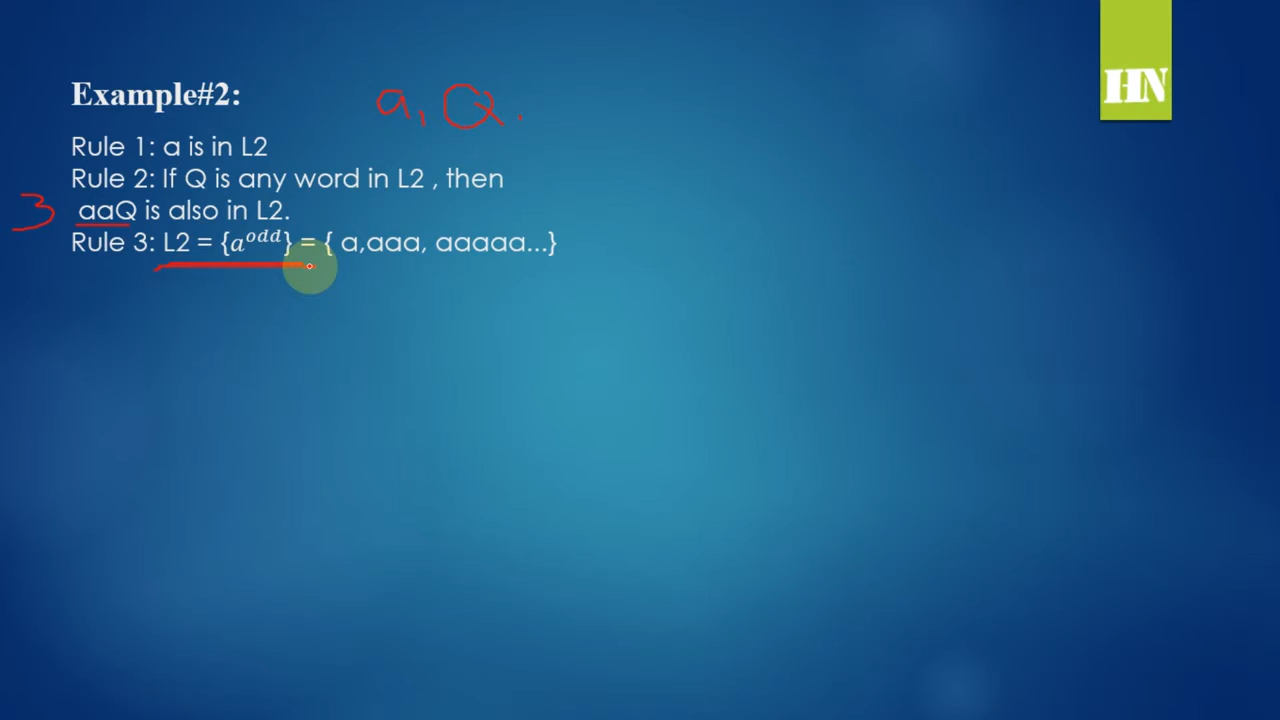 HN
Example#2:
a, Q.
Rule 1: a is in L2
Rule 2: If Q is any word in L2 , then
3 aaQ is also in L2.
Rule 3: L2 = {aᵒᵈᵈ} = { a,aaa, aaaaa...}